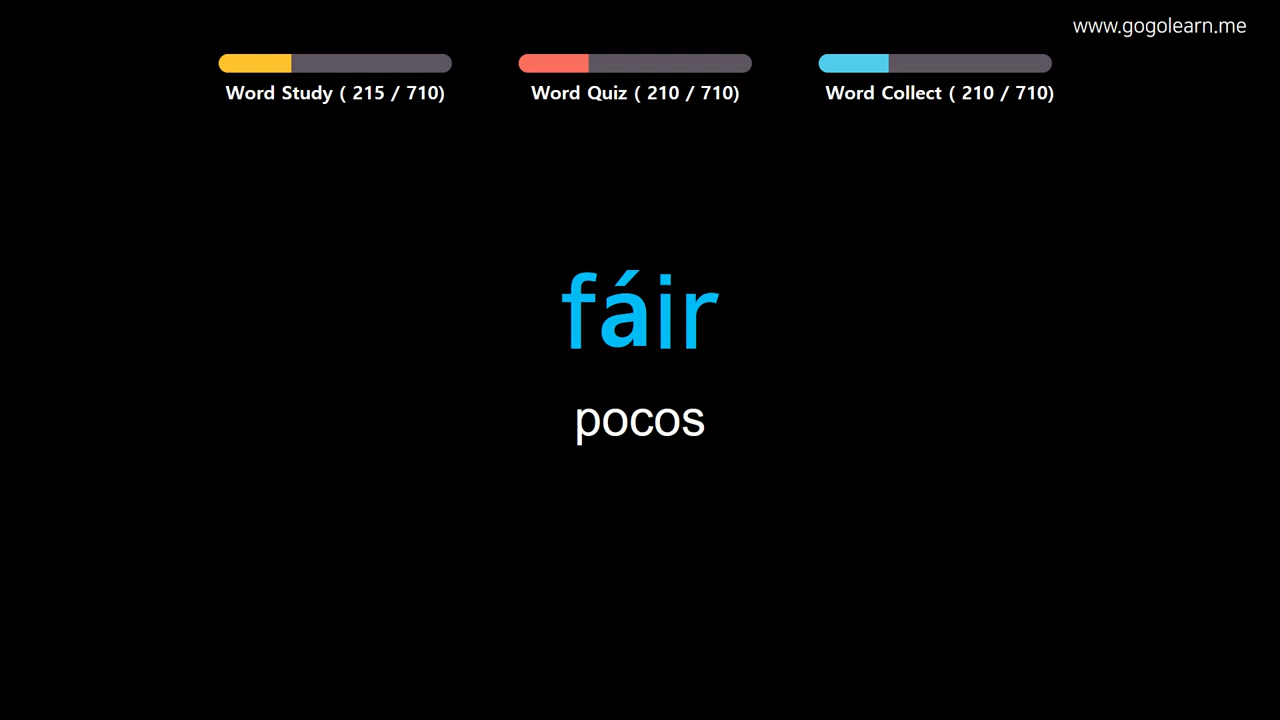 www.gogolearn.me
Word Study ( 215 / 710)
Word Quiz ( 210 / 710)
Word Collect ( 210 / 710)
fáir
pocos